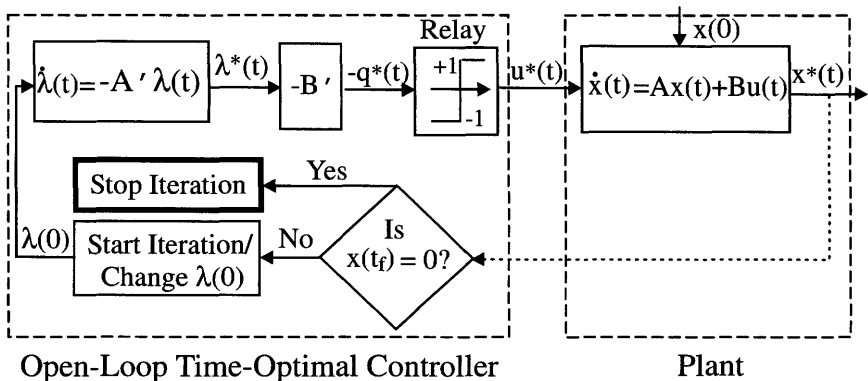 Relay
x(0)
λ̇(t)=-A′ λ(t)
λ*(t)
-B′
-q*(t)
+1
-1
u*(t)
ẋ(t)=Ax(t)+Bu(t)
x*(t)
Stop Iteration
Yes
λ(0)
Start Iteration/
Change λ(0)
No
Is
x(t_f) = 0?
Open-Loop Time-Optimal Controller
Plant